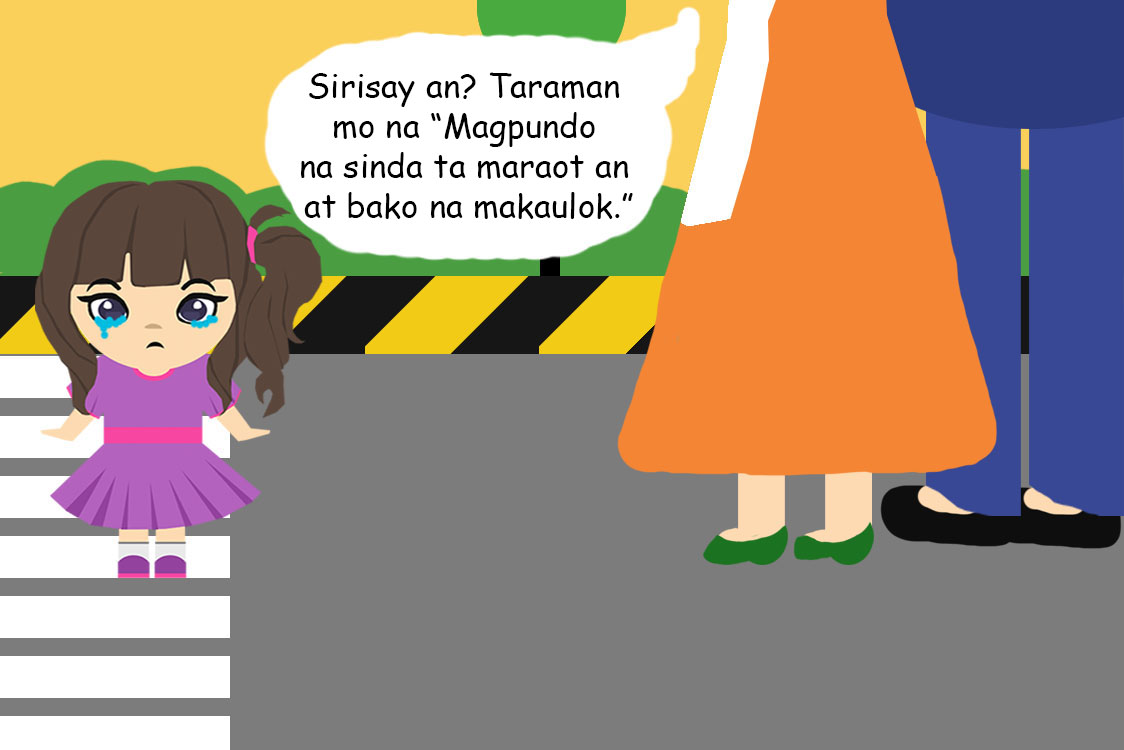 Sirisay an? Taraman
mo na “Magpundo
na sinda ta maraot an
at bako na makaulok.”